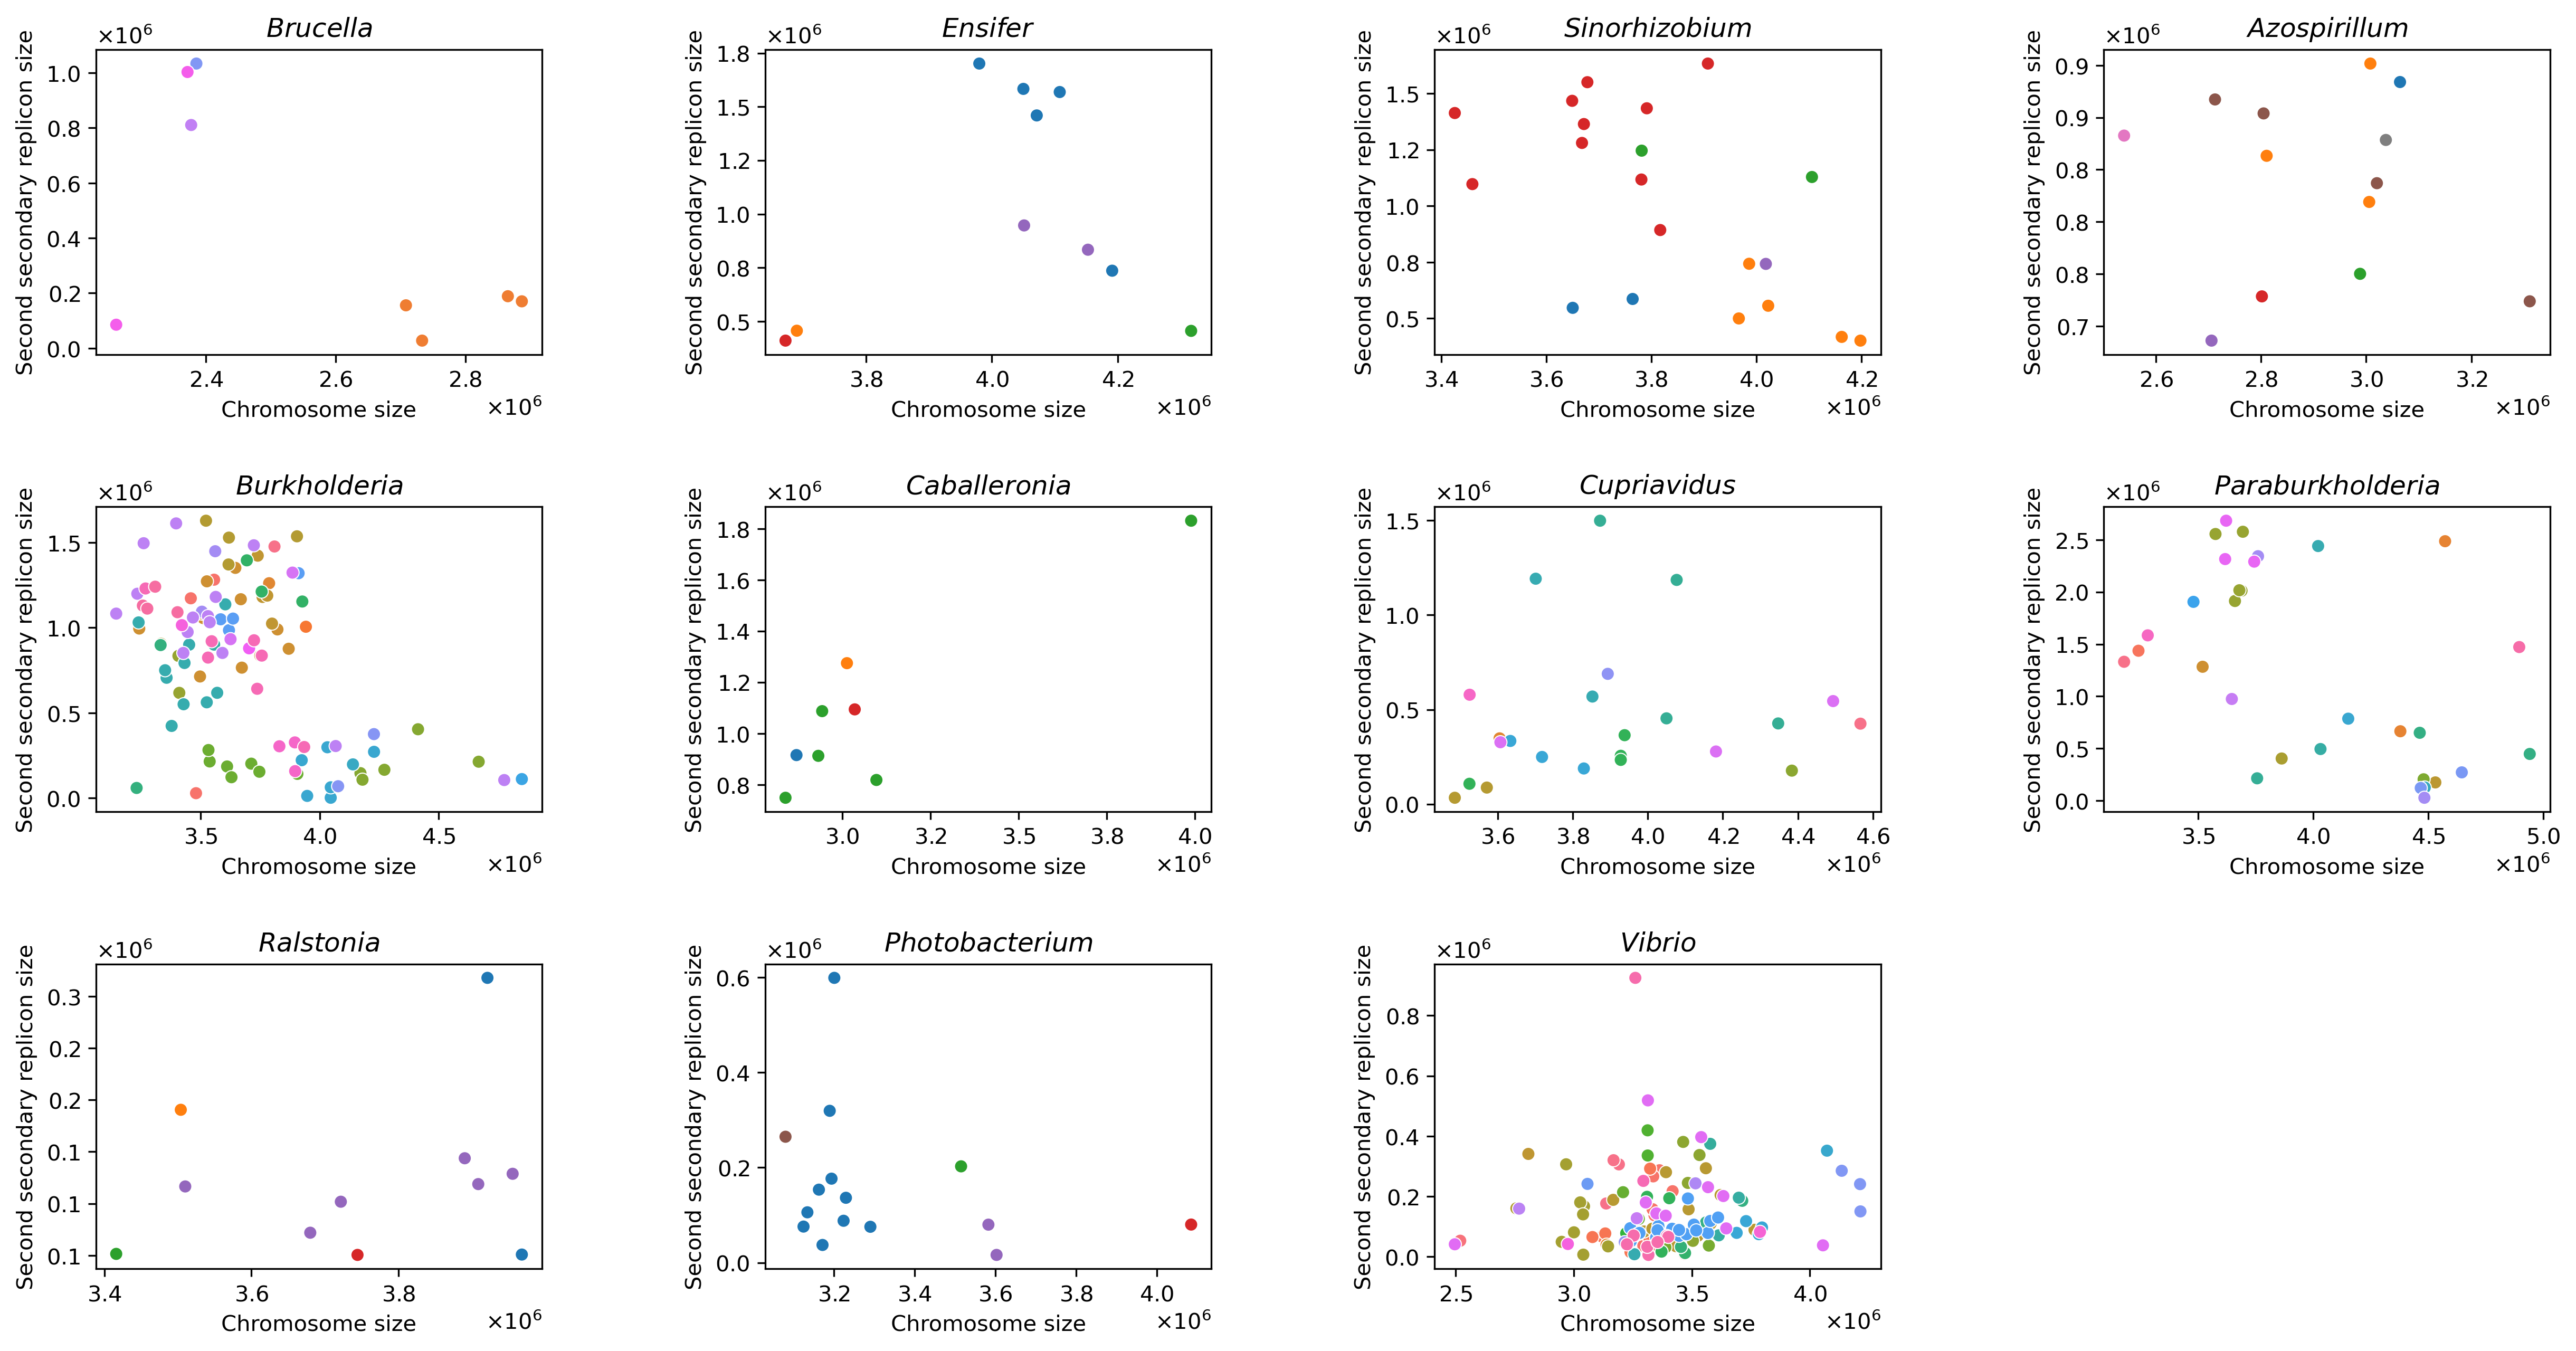 Brucella
×10⁶
Second secondary replicon size
1.0
0.8
0.6
0.4
0.2
0.0
2.4 2.6 2.8
Chromosome size
×10⁶
Ensifer
×10⁶
Second secondary replicon size
1.8
1.5
1.2
1.0
0.8
0.5
3.8 4.0 4.2
Chromosome size
×10⁶
Sinorhizobium
×10⁶
Second secondary replicon size
1.5
1.2
1.0
0.8
0.5
3.4 3.6 3.8 4.0 4.2
Chromosome size
×10⁶
Azospirillum
×10⁶
Second secondary replicon size
0.9
0.9
0.8
0.8
0.8
0.7
2.6 2.8 3.0 3.2
Chromosome size
×10⁶
Burkholderia
×10⁶
Second secondary replicon size
1.5
1.0
0.5
0.0
3.5 4.0 4.5
Chromosome size
×10⁶
Caballeronia
×10⁶
Second secondary replicon size
1.8
1.6
1.4
1.2
1.0
0.8
3.0 3.2 3.5 3.8 4.0
Chromosome size
×10⁶
Cupriavidus
×10⁶
Second secondary replicon size
1.5
1.0
0.5
0.0
3.6 3.8 4.0 4.2 4.4 4.6
Chromosome size
×10⁶
Paraburkholderia
×10⁶
Second secondary replicon size
2.5
2.0
1.5
1.0
0.5
0.0
3.5 4.0 4.5 5.0
Chromosome size
×10⁶
Ralstonia
×10⁶
Second secondary replicon size
0.3
0.2
0.2
0.1
0.1
0.1
3.4 3.6 3.8
Chromosome size
×10⁶
Photobacterium
×10⁶
Second secondary replicon size
0.6
0.4
0.2
0.0
3.2 3.4 3.6 3.8 4.0
Chromosome size
×10⁶
Vibrio
×10⁶
Second secondary replicon size
0.8
0.6
0.4
0.2
0.0
2.5 3.0 3.5 4.0
Chromosome size
×10⁶